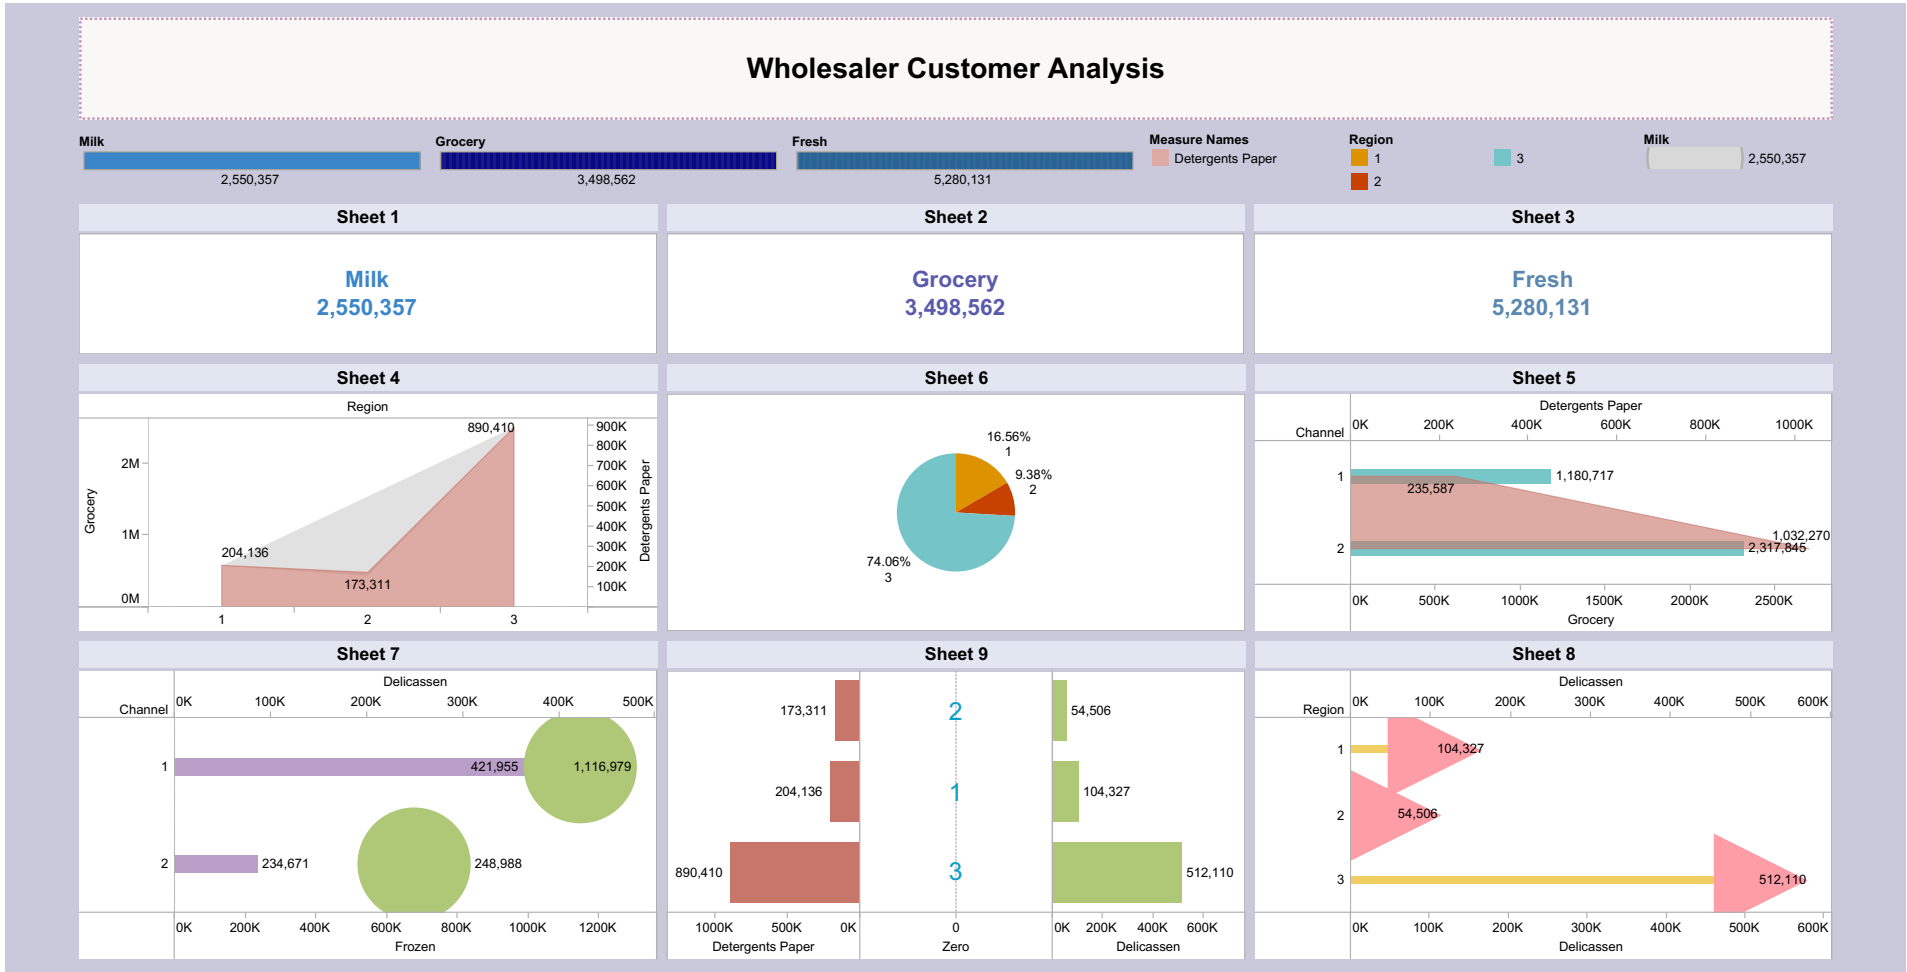 Wholesaler Customer Analysis
Milk
Grocery
Fresh
Measure Names
Region
Milk
2,550,357
3,498,562
5,280,131
Detergents Paper
1
3
2
2,550,357
Sheet 1
Sheet 2
Sheet 3
Milk
2,550,357
Grocery
3,498,562
Fresh
5,280,131
Sheet 4
Region
890,410
204,136
173,311
2M
1M
0M
Grocery
900K
800K
700K
600K
500K
400K
300K
200K
100K
Detergents Paper
1 2 3
Sheet 6
16.56%
1
9.38%
2
74.06%
3
Sheet 5
Detergents Paper
Channel
0K 200K 400K 600K 800K 1000K
1
1,180,717
235,587
2
1,032,270
2,317,845
0K 500K 1000K 1500K 2000K 2500K
Grocery
Sheet 7
Delicassen
Channel
0K 100K 200K 300K 400K 500K
1
421,955
1,116,979
2
234,671
248,988
0K 200K 400K 600K 800K 1000K 1200K
Frozen
Sheet 9
173,311
2
54,506
204,136
1
104,327
890,410
3
512,110
1000K 500K 0K
Detergents Paper
0
Zero
0K 200K 400K 600K
Delicassen
Sheet 8
Delicassen
Region
0K 100K 200K 300K 400K 500K 600K
1
104,327
2
54,506
3
512,110
0K 100K 200K 300K 400K 500K 600K
Delicassen